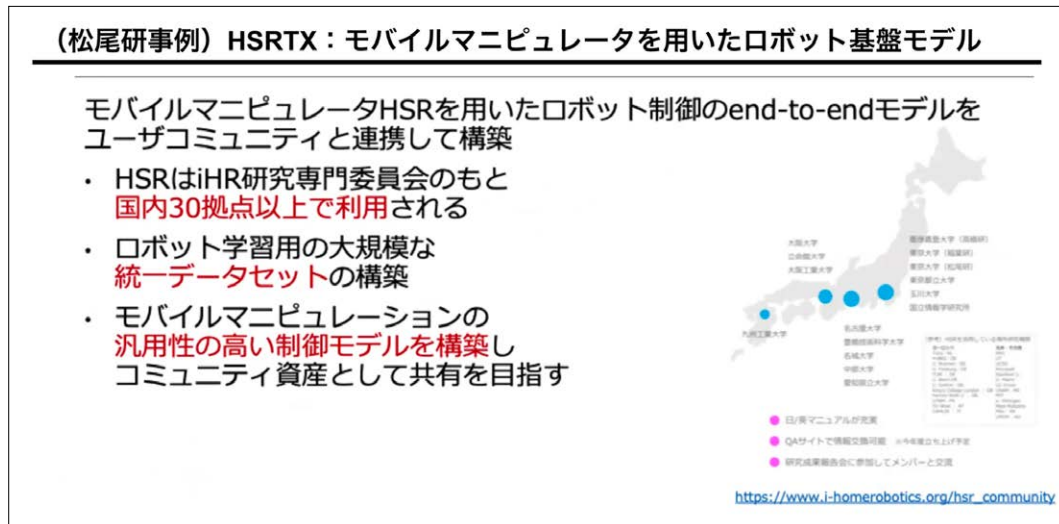 （松尾研事例）HSRTX：モバイルマニピュレータを用いたロボット基盤モデル
モバイルマニピュレータHSRを用いたロボット制御のend-to-endモデルを
ユーザコミュニティと連携して構築
・ HSRはiHR研究専門委員会のもと
国内30拠点以上で利用される
・ ロボット学習用の大規模な
統一データセットの構築
・ モバイルマニピュレーションの
汎用性の高い制御モデルを構築し
コミュニティ資産として共有を目指す
大阪大学
立命館大学
大阪工業大学
東京大学（松尾研）
東京都立大学
玉川大学
国立情報学研究所
九州工業大学
名古屋大学
豊橋技術科学大学
名城大学
中部大学
愛知県立大学
● 日/英マニュアルが充実
● QAサイトで情報交換可能 ※今年度立ち上げ予定
● 研究成果報告会に参加してメンバーと交流
https://www.i-homerobotics.org/hsr_community